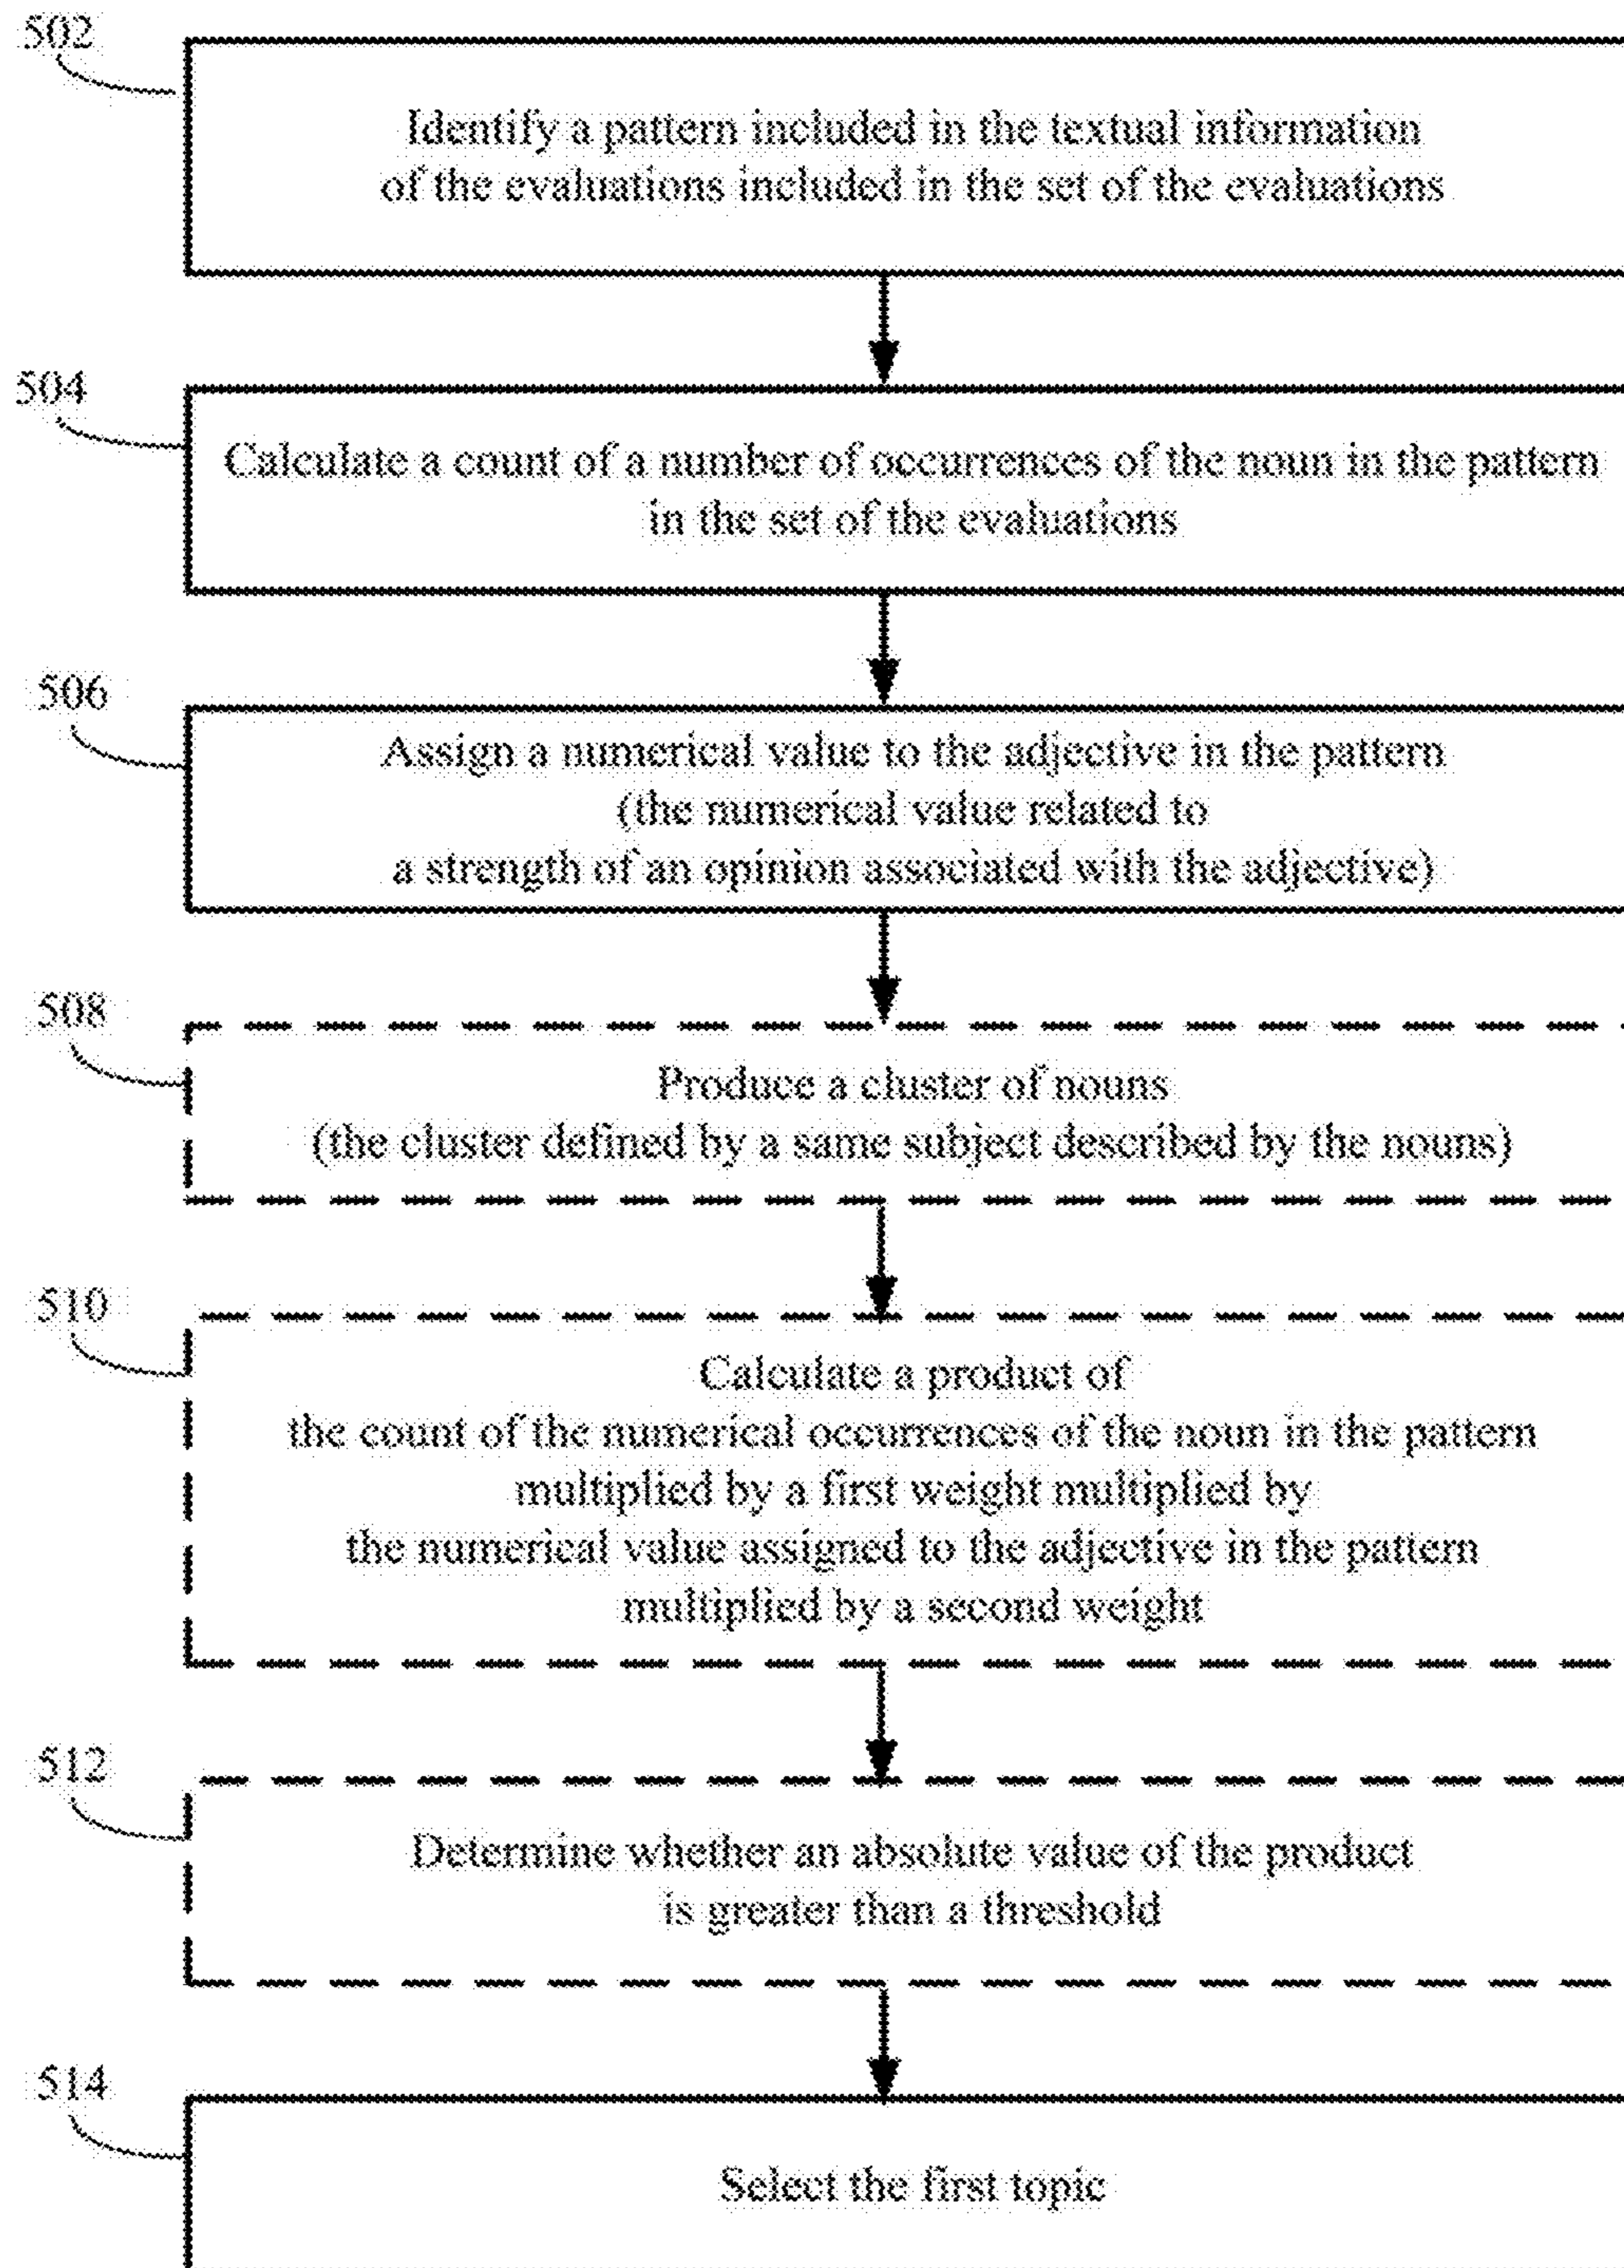 502
Identify a pattern included in the textual information
of the evaluations included in the set of the evaluations
504
Calculate a count of a number of occurrences of the noun in the pattern
in the set of the evaluations
506
Assign a numerical value to the adjective in the pattern
(the numerical value related to
a strength of an opinion associated with the adjective)
508
Produce a cluster of nouns
(the cluster defined by a same subject described by the nouns)
510
Calculate a product of
the count of the numerical occurrences of the noun in the pattern
multiplied by a first weight multiplied by
the numerical value assigned to the adjective in the pattern
multiplied by a second weight
512
Determine whether an absolute value of the product
is greater than a threshold
514
Select the first topic